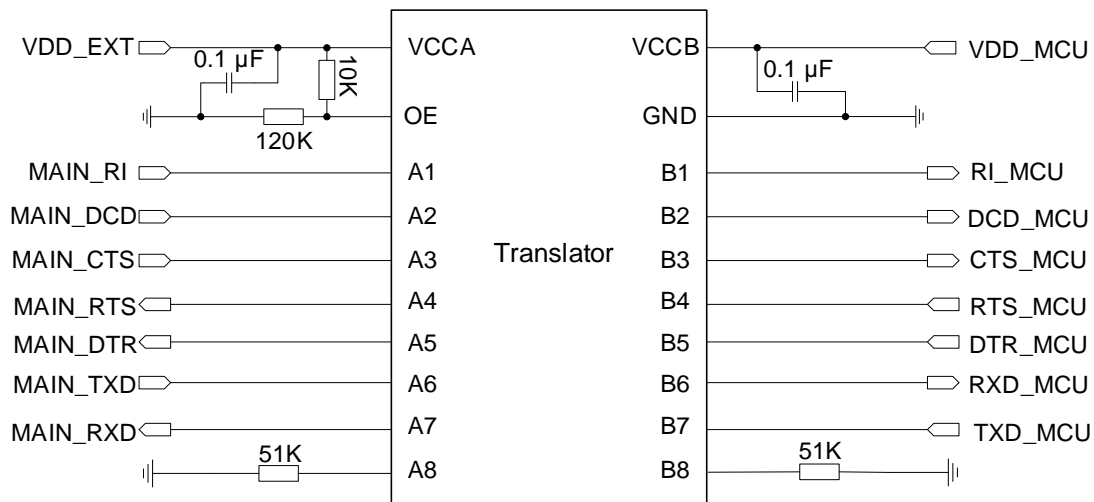 VDD_EXT VCCA VCCB VDD_MCU
0.1 µF 10K 0.1 µF
OE GND
120K
MAIN_RI A1 B1 RI_MCU
MAIN_DCD A2 B2 DCD_MCU
MAIN_CTS A3 Translator B3 CTS_MCU
MAIN_RTS A4 B4 RTS_MCU
MAIN_DTR A5 B5 DTR_MCU
MAIN_TXD A6 B6 RXD_MCU
MAIN_RXD A7 B7 TXD_MCU
51K A8 B8 51K